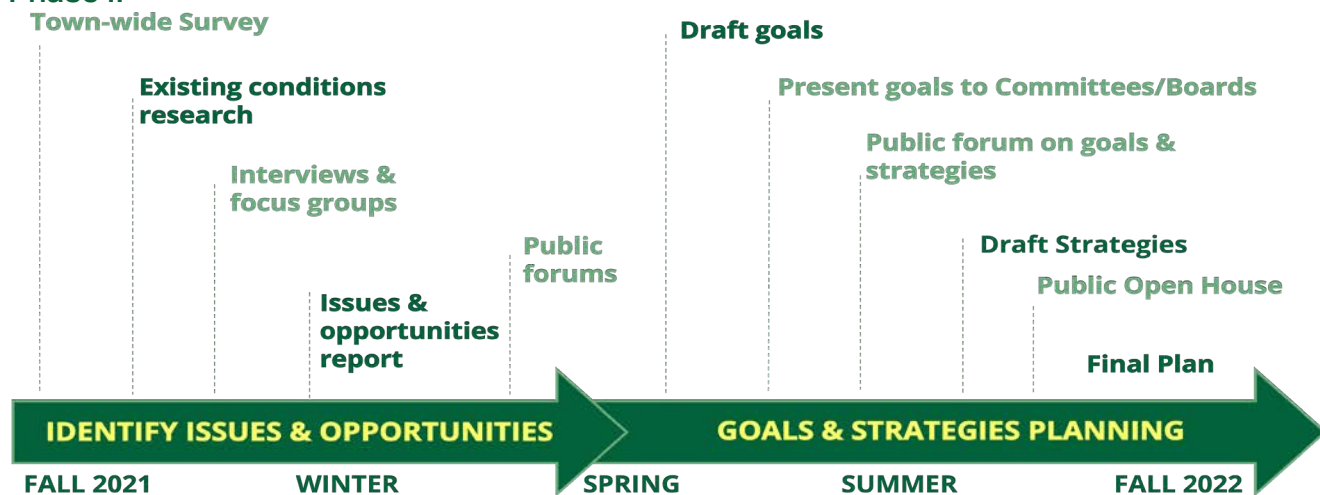 Town-wide Survey
Existing conditions
research
Interviews &
focus groups
Issues &
opportunities
report
Public
forums
Draft goals
Present goals to Committees/Boards
Public forum on goals &
strategies
Draft Strategies
Public Open House
Final Plan
IDENTIFY ISSUES & OPPORTUNITIES
GOALS & STRATEGIES PLANNING
FALL 2021
WINTER
SPRING
SUMMER
FALL 2022